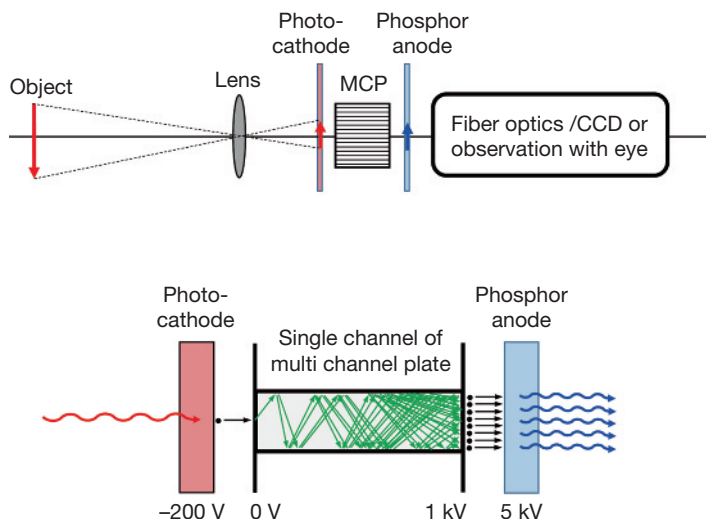 Photo-
cathode
Phosphor
anode
Object
Lens
MCP
Fiber optics /CCD or
observation with eye
Photo-
cathode
Single channel of
multi channel plate
Phosphor
anode
–200 V
0 V
1 kV
5 kV